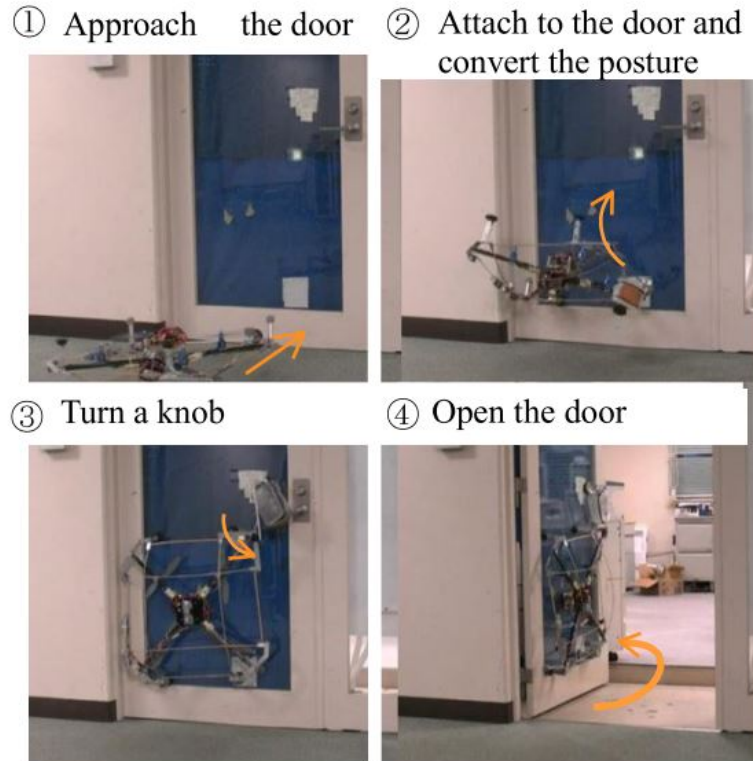 ① Approach the door
② Attach to the door and
convert the posture
③ Turn a knob
④ Open the door